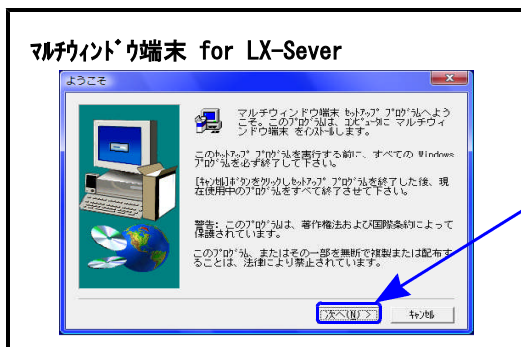 ﾏﾙﾁｳｨﾝﾄﾞｳ端末 for LX-Sever
ようこそ
マルチウィンドウ端末 ｾｯﾄｱｯﾌﾟ ﾌﾟﾛｸﾞﾗﾑへよう
こそ。このﾌﾟﾛｸﾞﾗﾑは、ｺﾝﾋﾟｭｰﾀに マルチウィ
ンドウ端末 をｲﾝｽﾄｰﾙします。
このｾｯﾄｱｯﾌﾟ ﾌﾟﾛｸﾞﾗﾑを実行する前に、すべての Windows
ﾌﾟﾛｸﾞﾗﾑを必ず終了して下さい。
[ｷｬﾝｾﾙ]ﾎﾞﾀﾝをｸﾘｯｸしｾｯﾄｱｯﾌﾟ ﾌﾟﾛｸﾞﾗﾑを終了した後、現
在使用中のﾌﾟﾛｸﾞﾗﾑをすべて終了させて下さい。
警告: このﾌﾟﾛｸﾞﾗﾑは、著作権法および国際条約によって
保護されています。
このﾌﾟﾛｸﾞﾗﾑ、またはその一部を無断で複製または配布す
ることは、法律により禁止されています。
次へ(N) >
ｷｬﾝｾﾙ